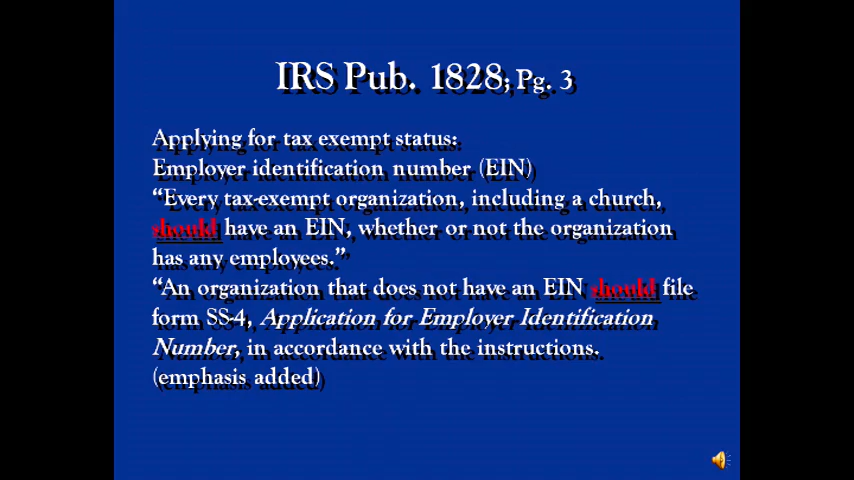 IRS Pub. 1828; Pg. 3
Applying for tax exempt status:
Employer identification number (EIN)
“Every tax-exempt organization, including a church,
should have an EIN, whether or not the organization
has any employees.”
“An organization that does not have an EIN should file
form SS-4, Application for Employer Identification
Number, in accordance with the instructions.
(emphasis added)